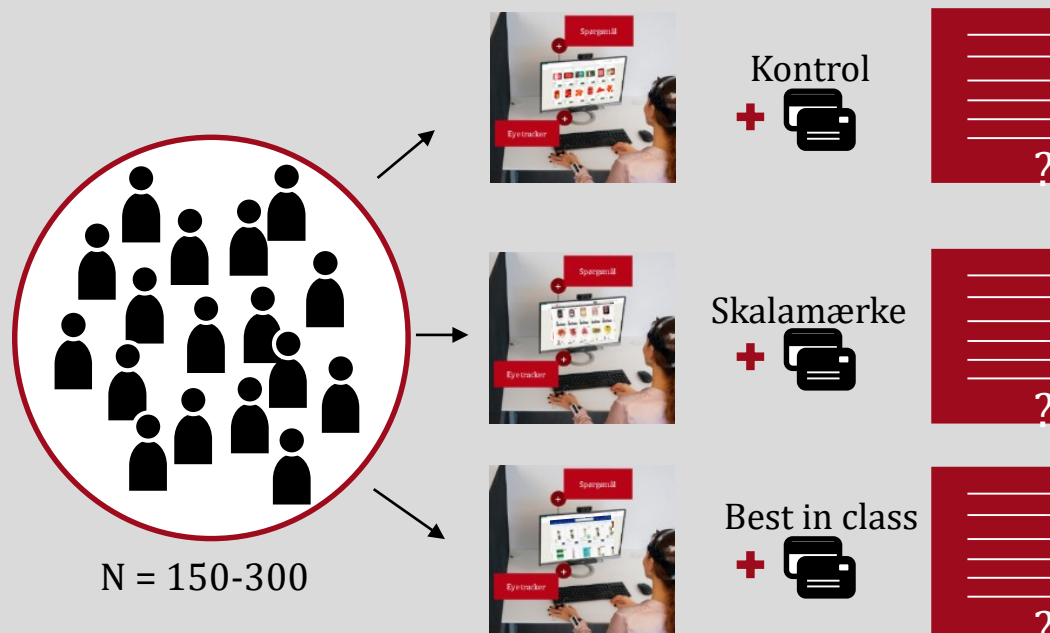 Spørgsmål
Eyetracker
Kontrol
?
Spørgsmål
Eyetracker
Skalamærke
?
Spørgsmål
Eyetracker
Best in class
?
N = 150-300